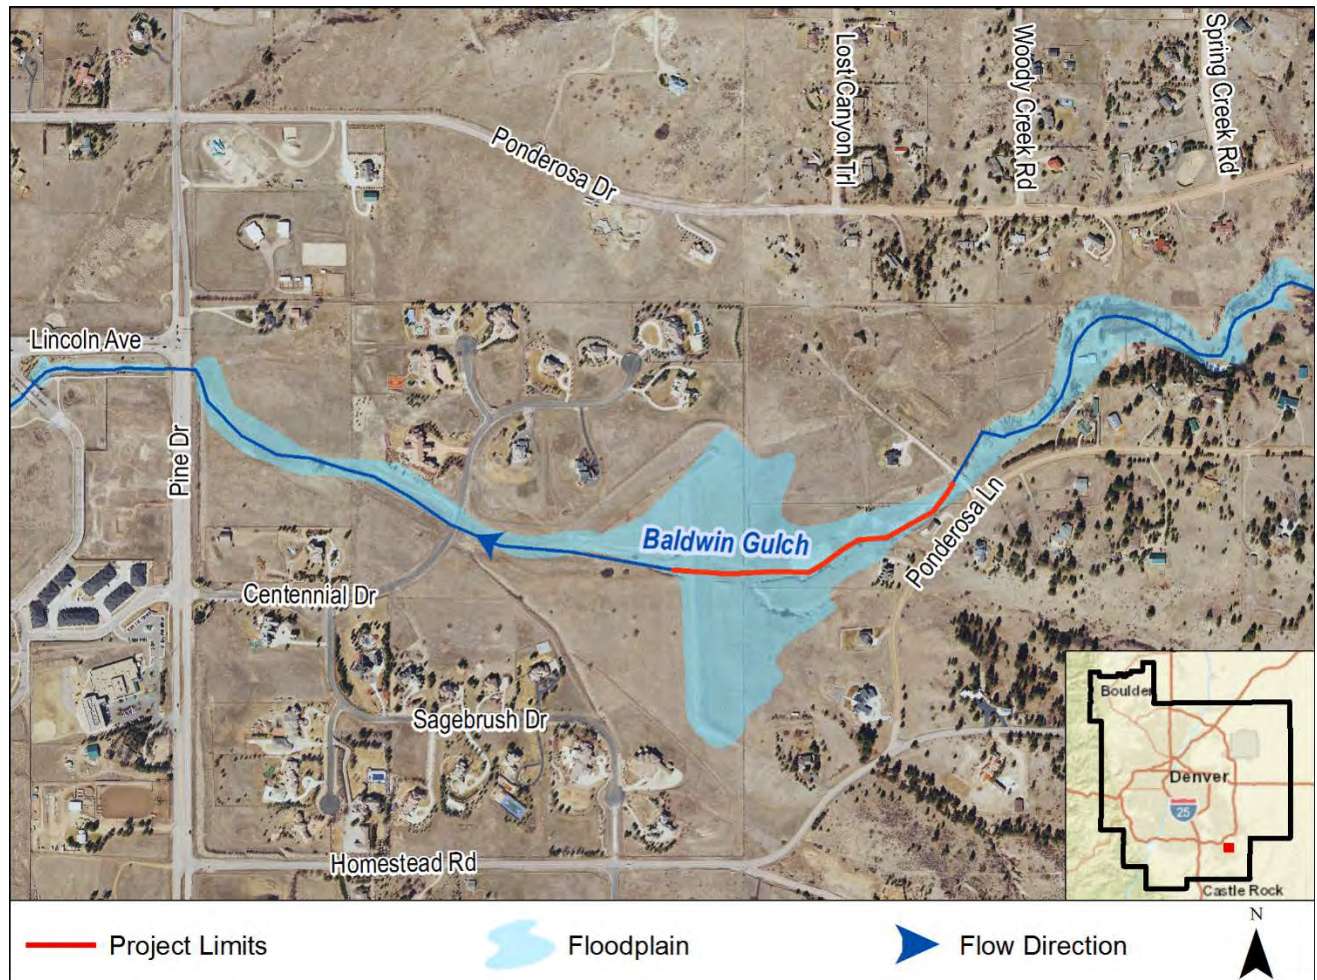 Lost Canyon Trl
Woody Creek Rd
Spring Creek Rd
Ponderosa Dr
Lincoln Ave
Pine Dr
Baldwin Gulch
Ponderosa Ln
Centennial Dr
Sagebrush Dr
Homestead Rd
Boulder
Denver
25
Castle Rock
Project Limits
Floodplain
Flow Direction
N